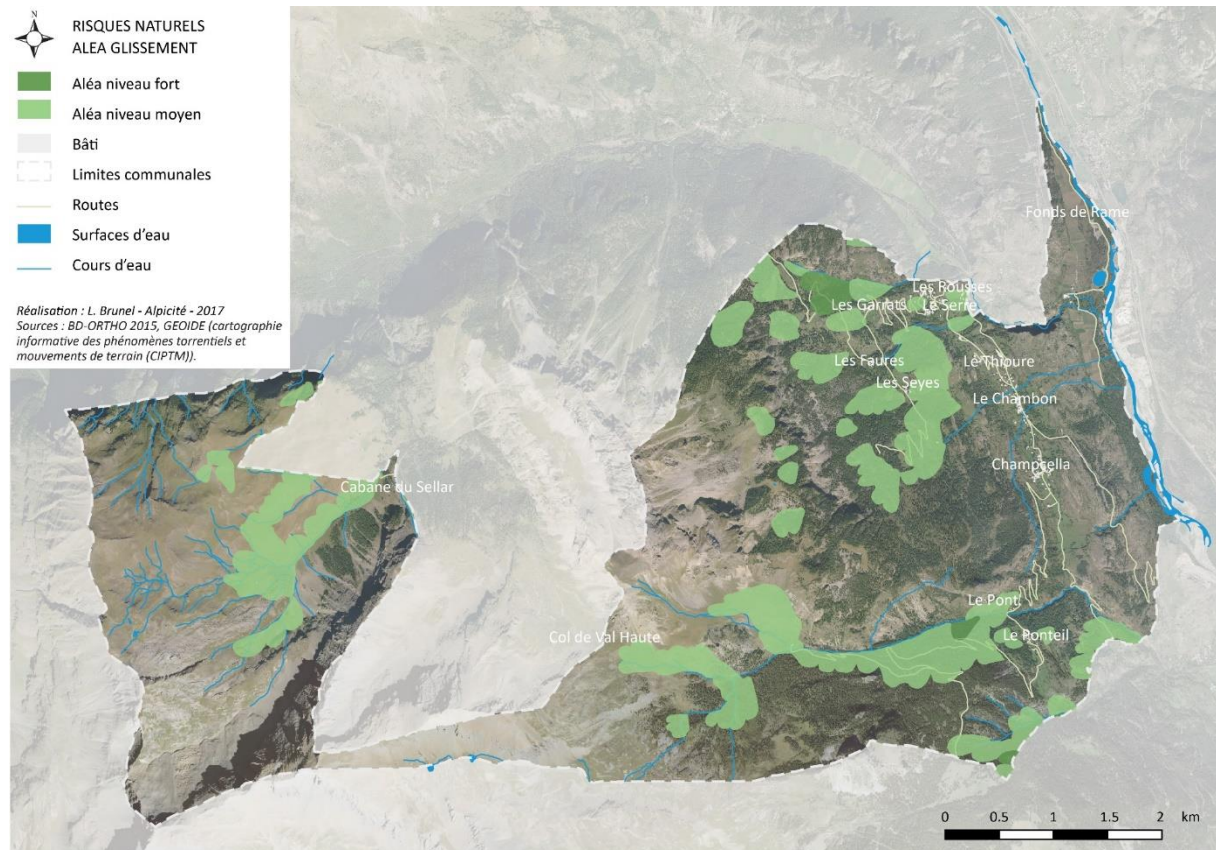 RISQUES NATURELS
ALEA GLISSEMENT
Aléa niveau fort
Aléa niveau moyen
Bâti
Limites communales
Routes
Surfaces d'eau
Cours d'eau
Réalisation : L. Brunel - Alpicité - 2017
Sources : BD-ORTHO 2015, GEOIDE (cartographie
informative des phénomènes torrentiels et
mouvements de terrain (CIPTM)).
Fonds de Rame
Les Rousses
Les Garrats
Le Serre
Les Faures
Le Thioure
Les Seyes
Le Chambon
Champcella
Cabane du Sellar
Le Pont
Col de Val Haute
Le Ponteil
0 0.5 1 1.5 2 km